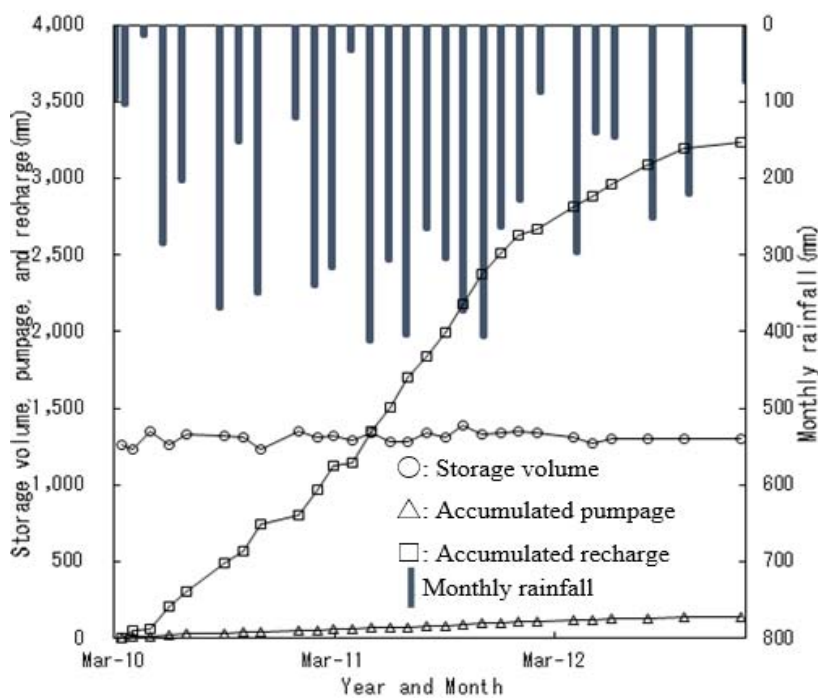 4,000
3,500
3,000
2,500
2,000
1,500
1,000
500
0
Storage volume, pumpage, and recharge(mm)
0
100
200
300
400
500
600
700
800
Monthly rainfall(mm)
○: Storage volume
△: Accumulated pumpage
□: Accumulated recharge
Monthly rainfall
Mar-10 Mar-11 Mar-12
Year and Month